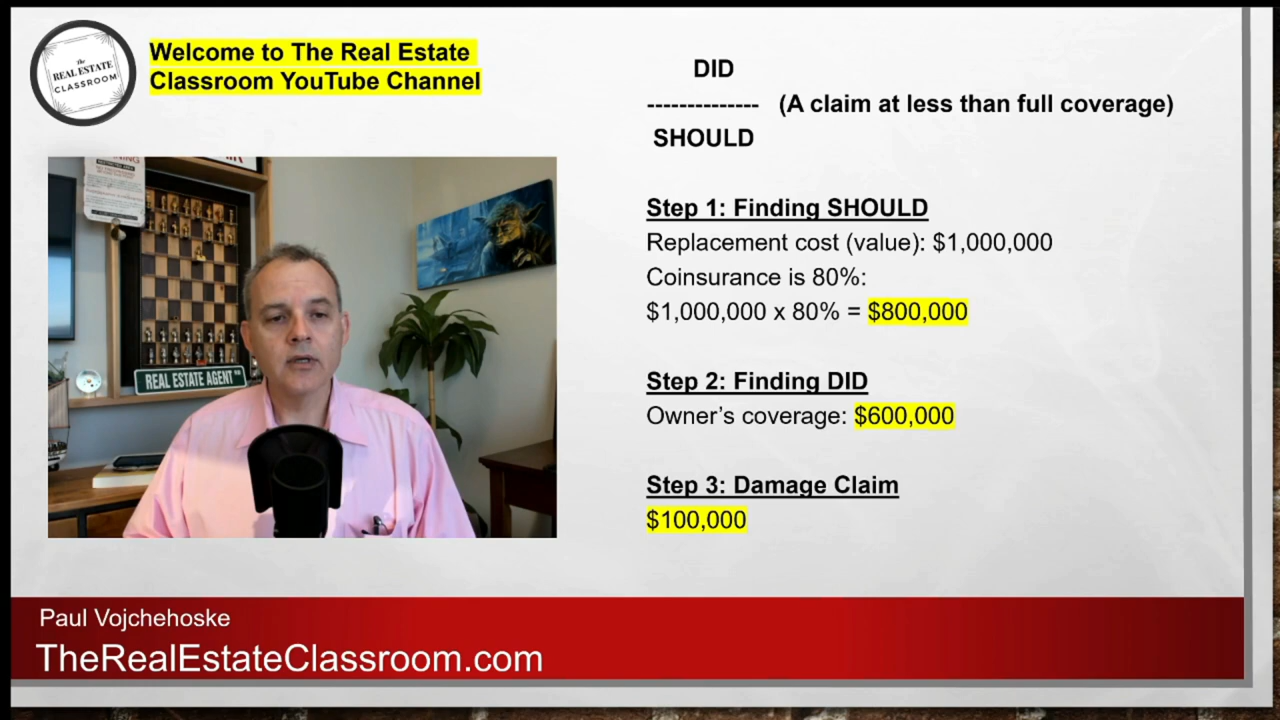 The
REAL ESTATE
CLASSROOM
Welcome to The Real Estate
Classroom YouTube Channel
REAL ESTATE AGENT
DID
-------------- (A claim at less than full coverage)
SHOULD
Step 1: Finding SHOULD
Replacement cost (value): $1,000,000
Coinsurance is 80%:
$1,000,000 x 80% = $800,000
Step 2: Finding DID
Owner’s coverage: $600,000
Step 3: Damage Claim
$100,000
Paul Vojchehoske
TheRealEstateClassroom.com